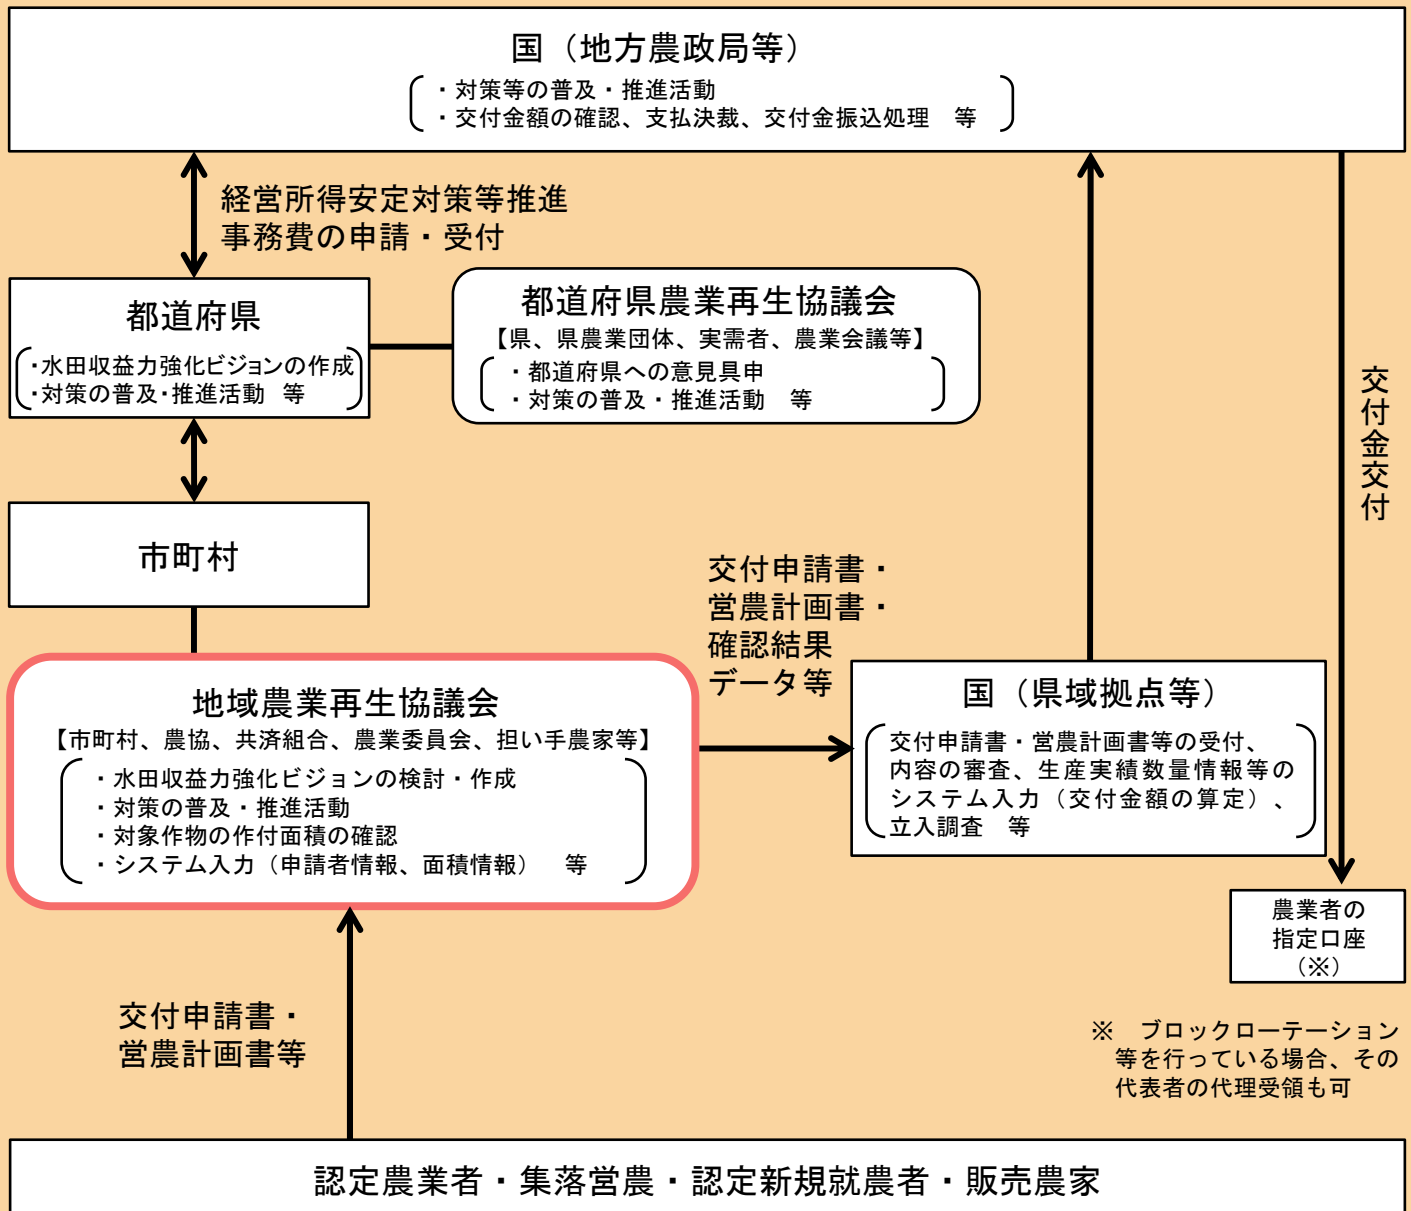 国（地方農政局等）
・対策等の普及・推進活動
・交付金額の確認、支払決裁、交付金振込処理　等
経営所得安定対策等推進
事務費の申請・受付
都道府県
・水田収益力強化ビジョンの作成
・対策の普及・推進活動　等
都道府県農業再生協議会
【県、県農業団体、実需者、農業会議等】
・都道府県への意見具申
・対策の普及・推進活動　等
交付金交付
市町村
交付申請書・
営農計画書・
確認結果
データ等
地域農業再生協議会
【市町村、農協、共済組合、農業委員会、担い手農家等】
・水田収益力強化ビジョンの検討・作成
・対策の普及・推進活動
・対象作物の作付面積の確認
・システム入力（申請者情報、面積情報）　等
国（県域拠点等）
交付申請書・営農計画書等の受付、
内容の審査、生産実績数量情報等の
システム入力（交付金額の算定）、
立入調査　等
農業者の
指定口座
（※）
※　ブロックローテーション
等を行っている場合、その
代表者の代理受領も可
交付申請書・
営農計画書等
認定農業者・集落営農・認定新規就農者・販売農家